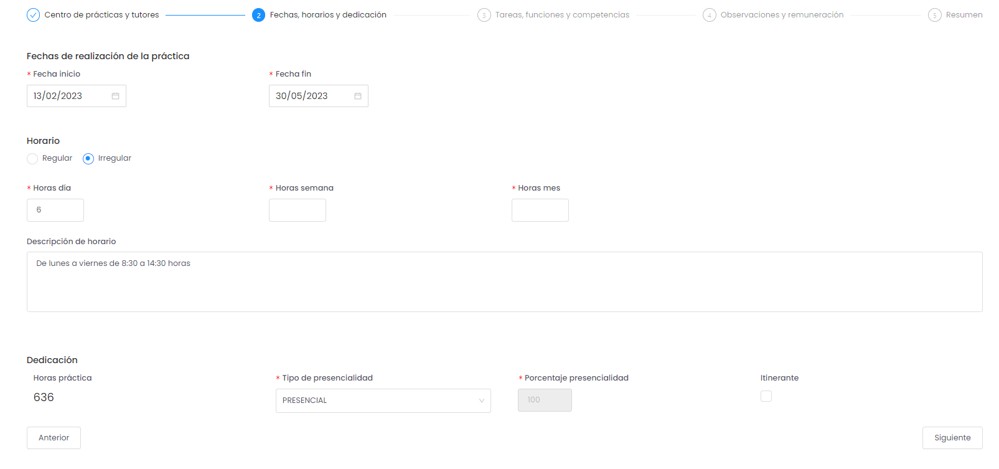 Centro de prácticas y tutores 2 Fechas, horarios y dedicación 3 Tareas, funciones y competencias 4 Observaciones y remuneración 5 Resumen
Fechas de realización de la práctica
* Fecha inicio * Fecha fin
13/02/2023 30/05/2023
Horario
Regular Irregular
* Horas día * Horas semana * Horas mes
6
Descripción de horario
De lunes a viernes de 8:30 a 14:30 horas
Dedicación
Horas práctica * Tipo de presencialidad * Porcentaje presencialidad Itinerante
636 PRESENCIAL 100
Anterior Siguiente